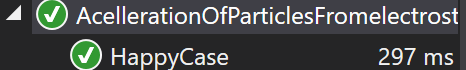 AcellerationOfParticlesFromelectrost
HappyCase 297 ms